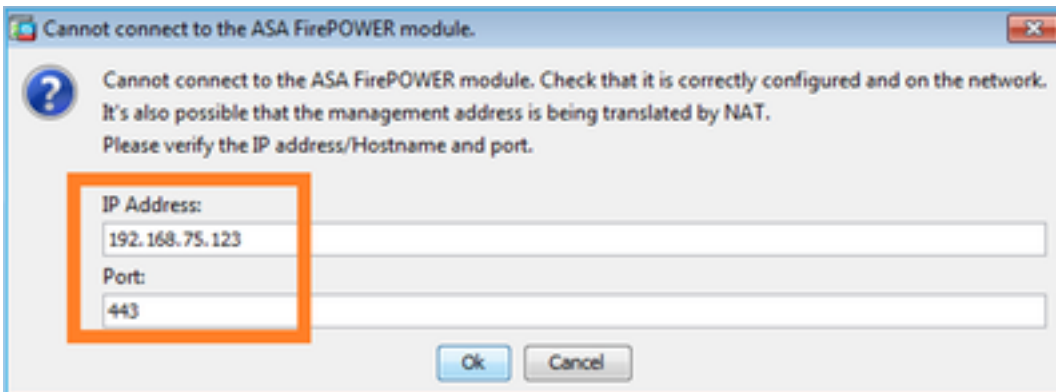 Cannot connect to the ASA FirePOWER module.
Cannot connect to the ASA FirePOWER module. Check that it is correctly configured and on the network.
It's also possible that the management address is being translated by NAT.
Please verify the IP address/Hostname and port.
IP Address:
192.168.75.123
Port:
443
Ok Cancel